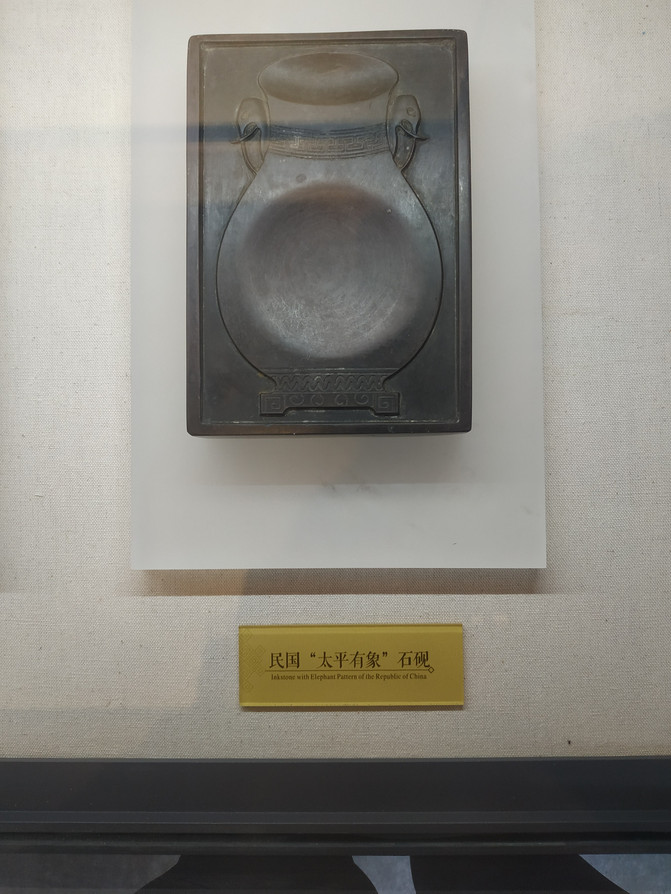 民国“太平有象”石砚
Inkstone with Elephant Pattern of the Republic of China